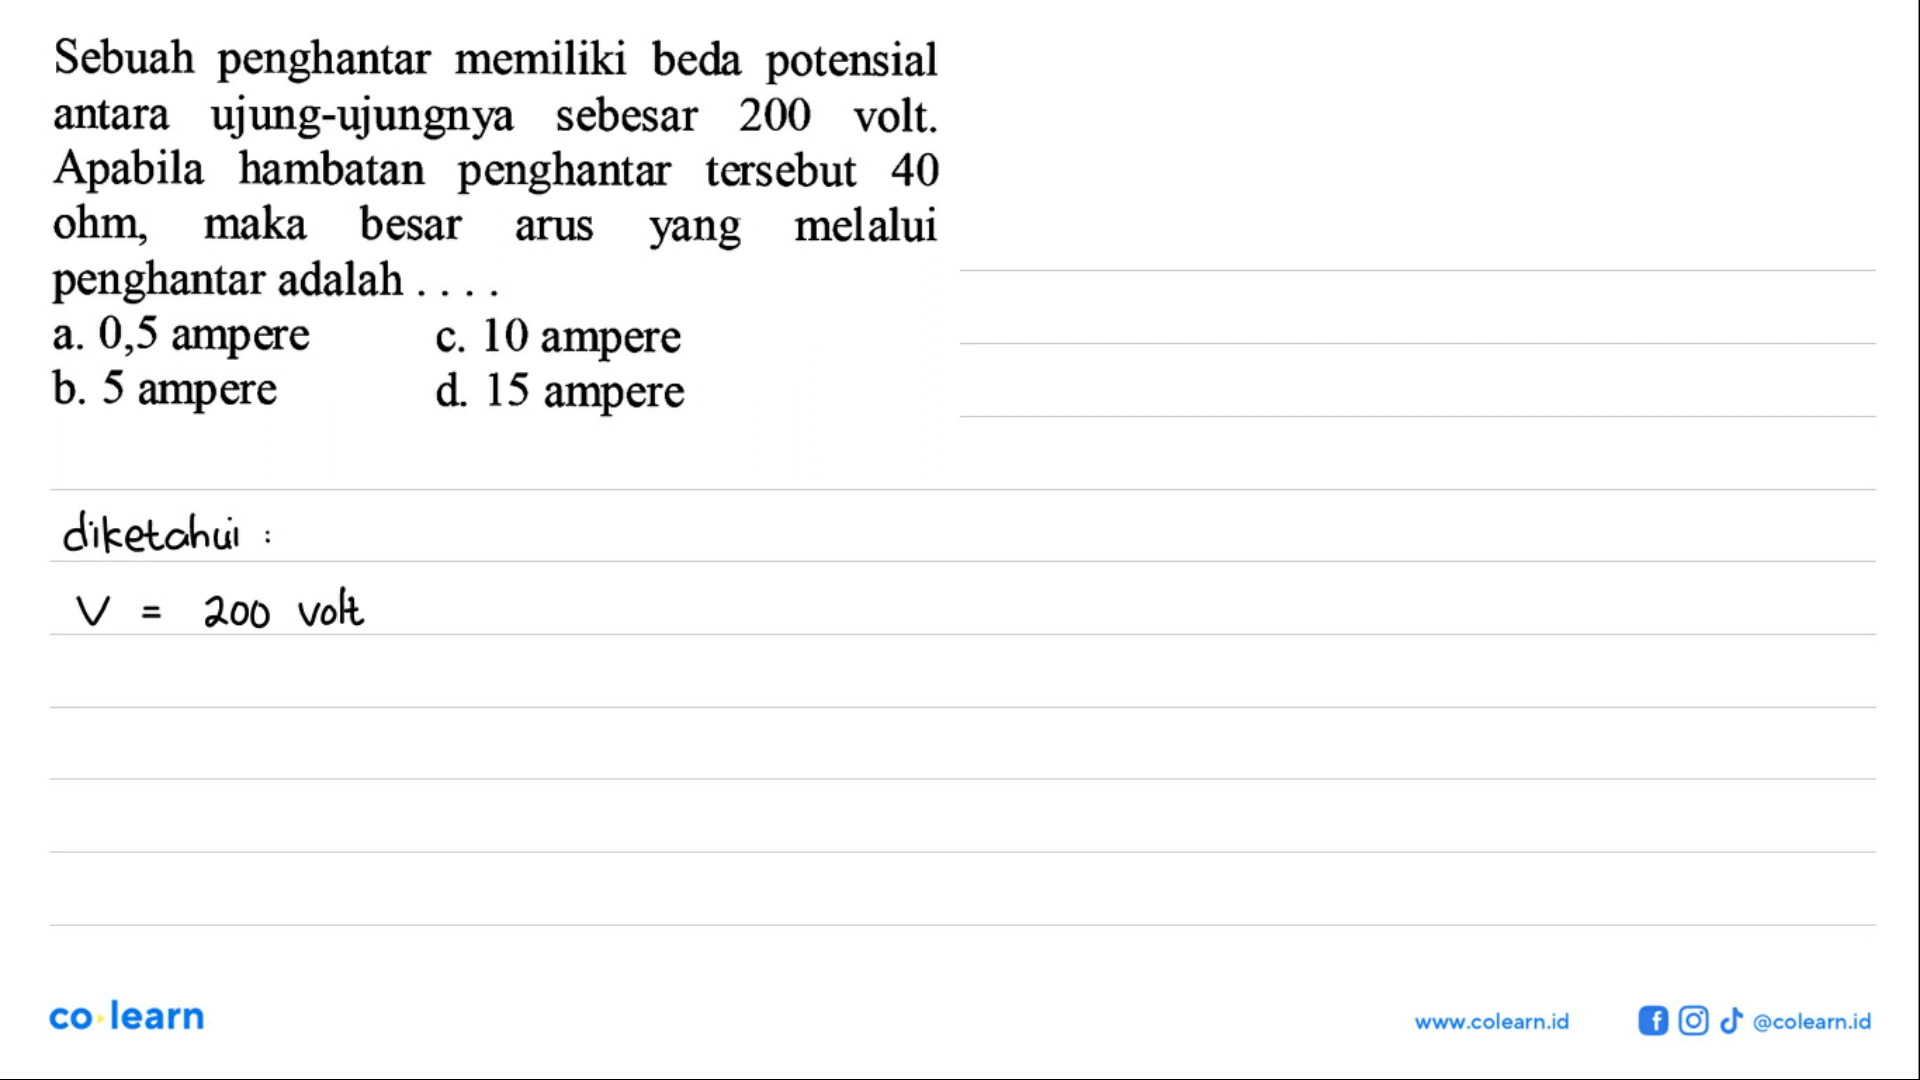 Sebuah penghantar memiliki beda potensial
antara ujung-ujungnya sebesar 200 volt.
Apabila hambatan penghantar tersebut 40
ohm, maka besar arus yang melalui
penghantar adalah . . . .
a. 0,5 ampere c. 10 ampere
b. 5 ampere d. 15 ampere
diketahui :
V = 200 volt
co learn
www.colearn.id @colearn.id